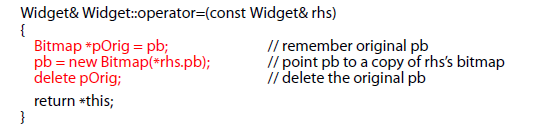 Widget& Widget::operator=(const Widget& rhs)
{
Bitmap *pOrig = pb; // remember original pb
pb = new Bitmap(*rhs.pb); // point pb to a copy of rhs’s bitmap
delete pOrig; // delete the original pb
return *this;
}